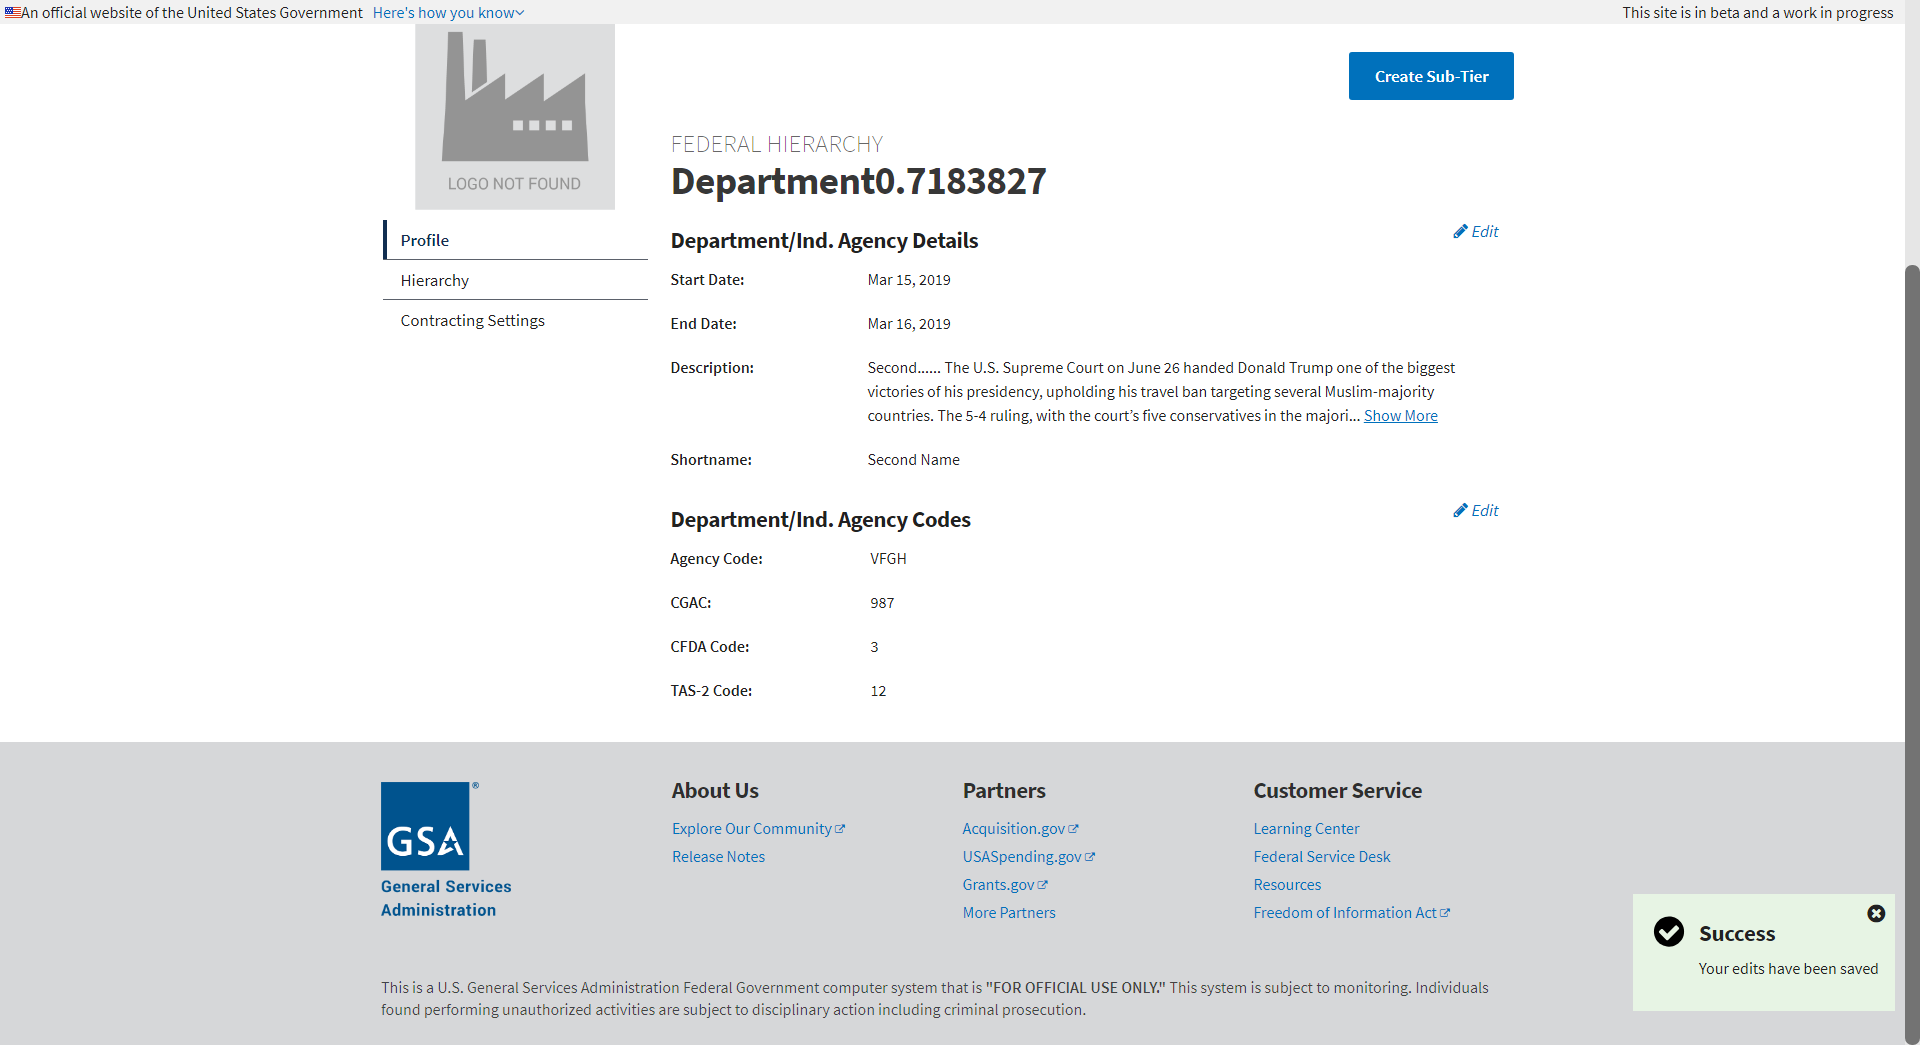 An official website of the United States Government Here's how you know
This site is in beta and a work in progress
LOGO NOT FOUND
Create Sub-Tier
FEDERAL HIERARCHY
Department0.7183827
Profile
Hierarchy
Contracting Settings
Department/Ind. Agency Details
Edit
Start Date: Mar 15, 2019
End Date: Mar 16, 2019
Description: Second...... The U.S. Supreme Court on June 26 handed Donald Trump one of the biggest
victories of his presidency, upholding his travel ban targeting several Muslim-majority
countries. The 5-4 ruling, with the court’s five conservatives in the majori... Show More
Shortname: Second Name
Department/Ind. Agency Codes
Edit
Agency Code: VFGH
CGAC: 987
CFDA Code: 3
TAS-2 Code: 12
GSA®
General Services
Administration
About Us
Explore Our Community
Release Notes
Partners
Acquisition.gov
USASpending.gov
Grants.gov
More Partners
Customer Service
Learning Center
Federal Service Desk
Resources
Freedom of Information Act
Success
Your edits have been saved
This is a U.S. General Services Administration Federal Government computer system that is "FOR OFFICIAL USE ONLY." This system is subject to monitoring. Individuals
found performing unauthorized activities are subject to disciplinary action including criminal prosecution.